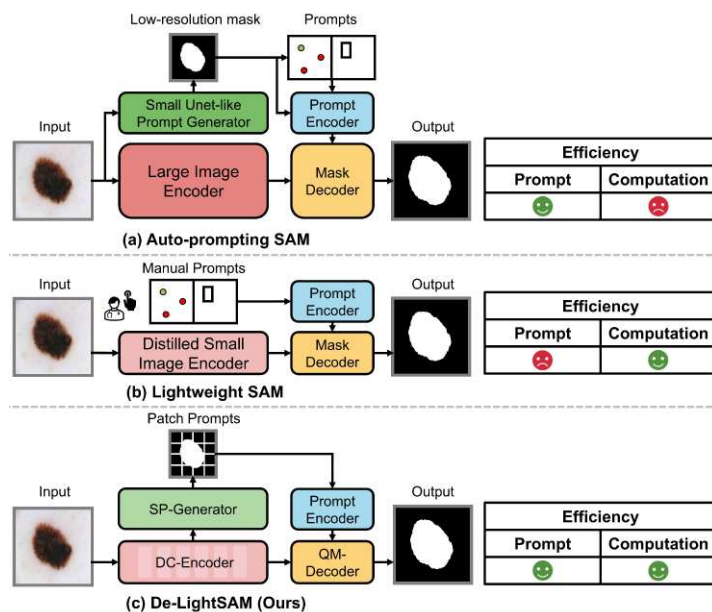 Low-resolution mask
Prompts
Input
Small Unet-like
Prompt Generator
Prompt
Encoder
Output
Large Image
Encoder
Mask
Decoder
Efficiency
Prompt
Computation
(a) Auto-prompting SAM
Input
Manual Prompts
Prompt
Encoder
Output
Distilled Small
Image Encoder
Mask
Decoder
Efficiency
Prompt
Computation
(b) Lightweight SAM
Patch Prompts
Input
SP-Generator
Prompt
Encoder
Output
DC-Encoder
QM-
Decoder
Efficiency
Prompt
Computation
(c) De-LightSAM (Ours)